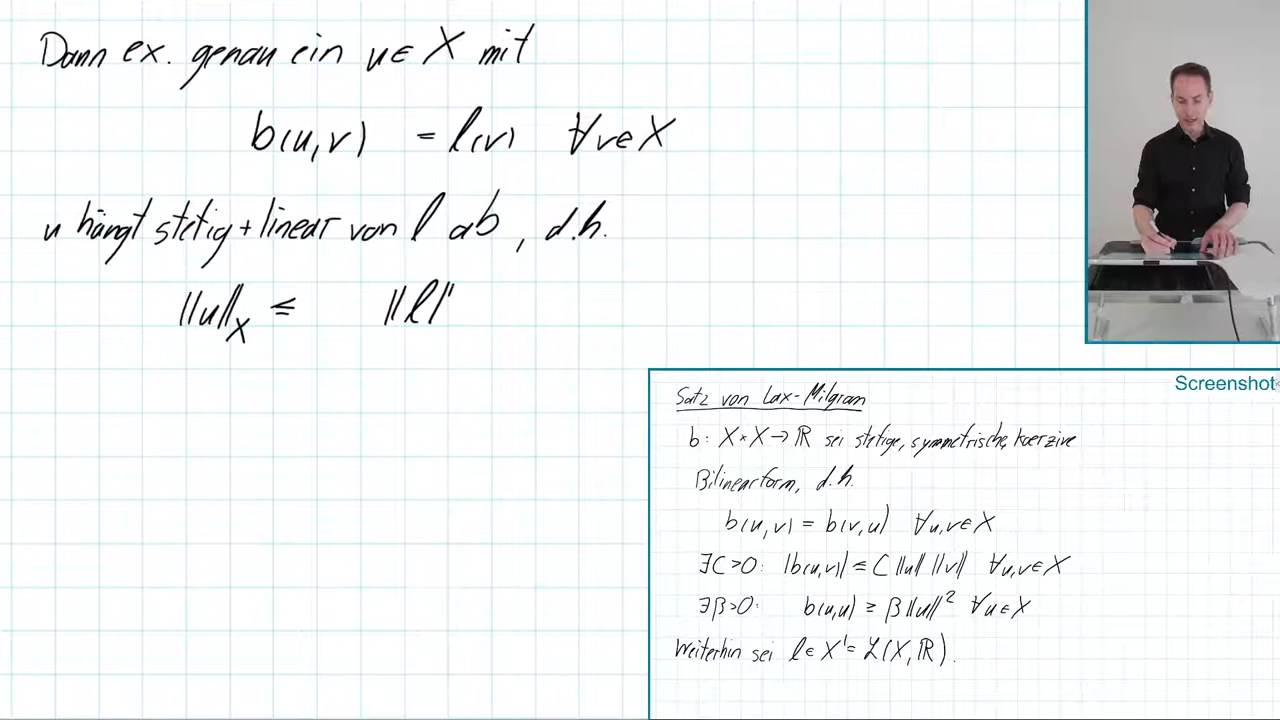 Dann ex. genau ein u ∈ X mit
b(u,v) = l(v) ∀v∈X
u hängt stetig+linear von l ab, d.h.
||u||_X ≤ ||l|'
Screenshot
Satz von Lax-Milgram
b: X×X→ℝ sei stetige, symmetrische, koerzive
Bilinearform, d.h.
b(u,v) = b(v,u) ∀u,v∈X
∃C>0: |b(u,v)| ≤ C ||u|| ||v|| ∀u,v∈X
∃β>0: b(u,u) ≥ β||u||² ∀u∈X
Weiterhin sei l∈X' = L(X,ℝ).